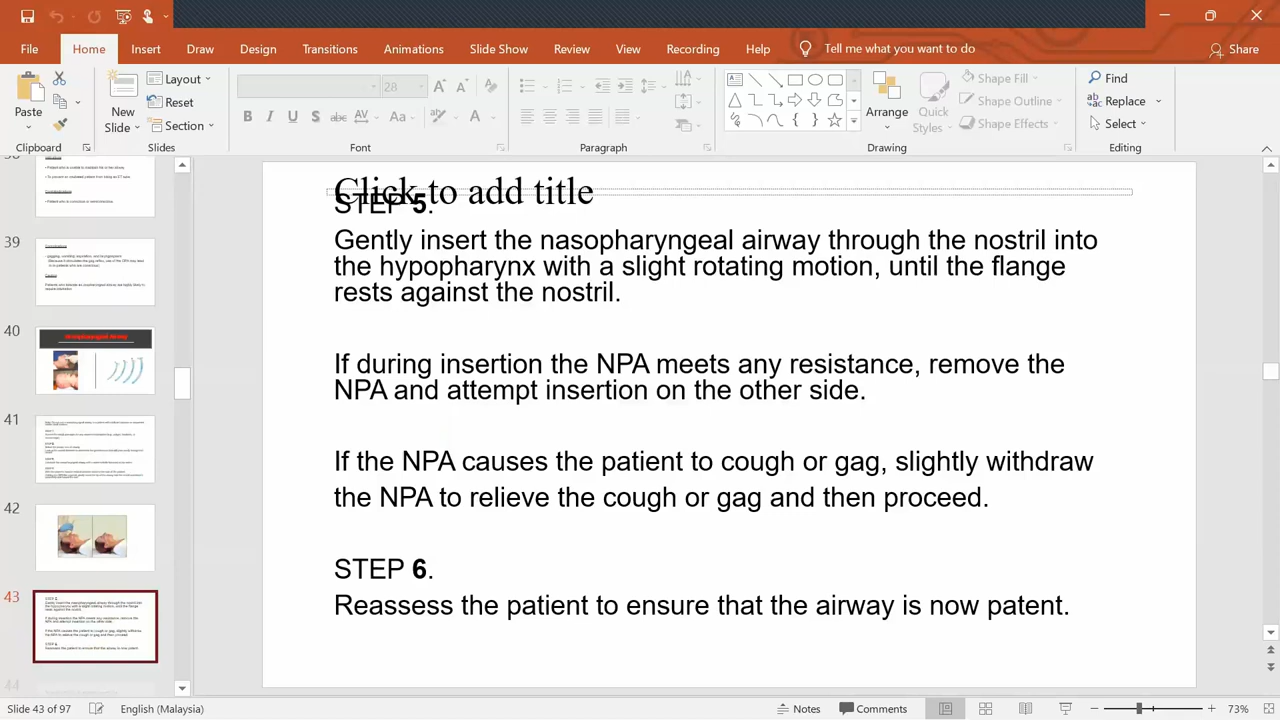 File
Home
Insert
Draw
Design
Transitions
Animations
Slide Show
Review
View
Recording
Help
Tell me what you want to do
Share
Paste
Clipboard
New
Slide
Layout
Reset
Section
Slides
28
B I U S abc AV Aa A
Font
Paragraph
Arrange
Quick
Styles
Shape Fill
Shape Outline
Shape Effects
Drawing
Find
Replace
Select
Editing
39
40
41
42
43
44
Click to add title
STEP 5.
Gently insert the nasopharyngeal airway through the nostril into
the hypopharynx with a slight rotating motion, until the flange
rests against the nostril.
If during insertion the NPA meets any resistance, remove the
NPA and attempt insertion on the other side.
If the NPA causes the patient to cough or gag, slightly withdraw
the NPA to relieve the cough or gag and then proceed.
STEP 6.
Reassess the patient to ensure that the airway is now patent.
Slide 43 of 97
English (Malaysia)
Notes
Comments
73%